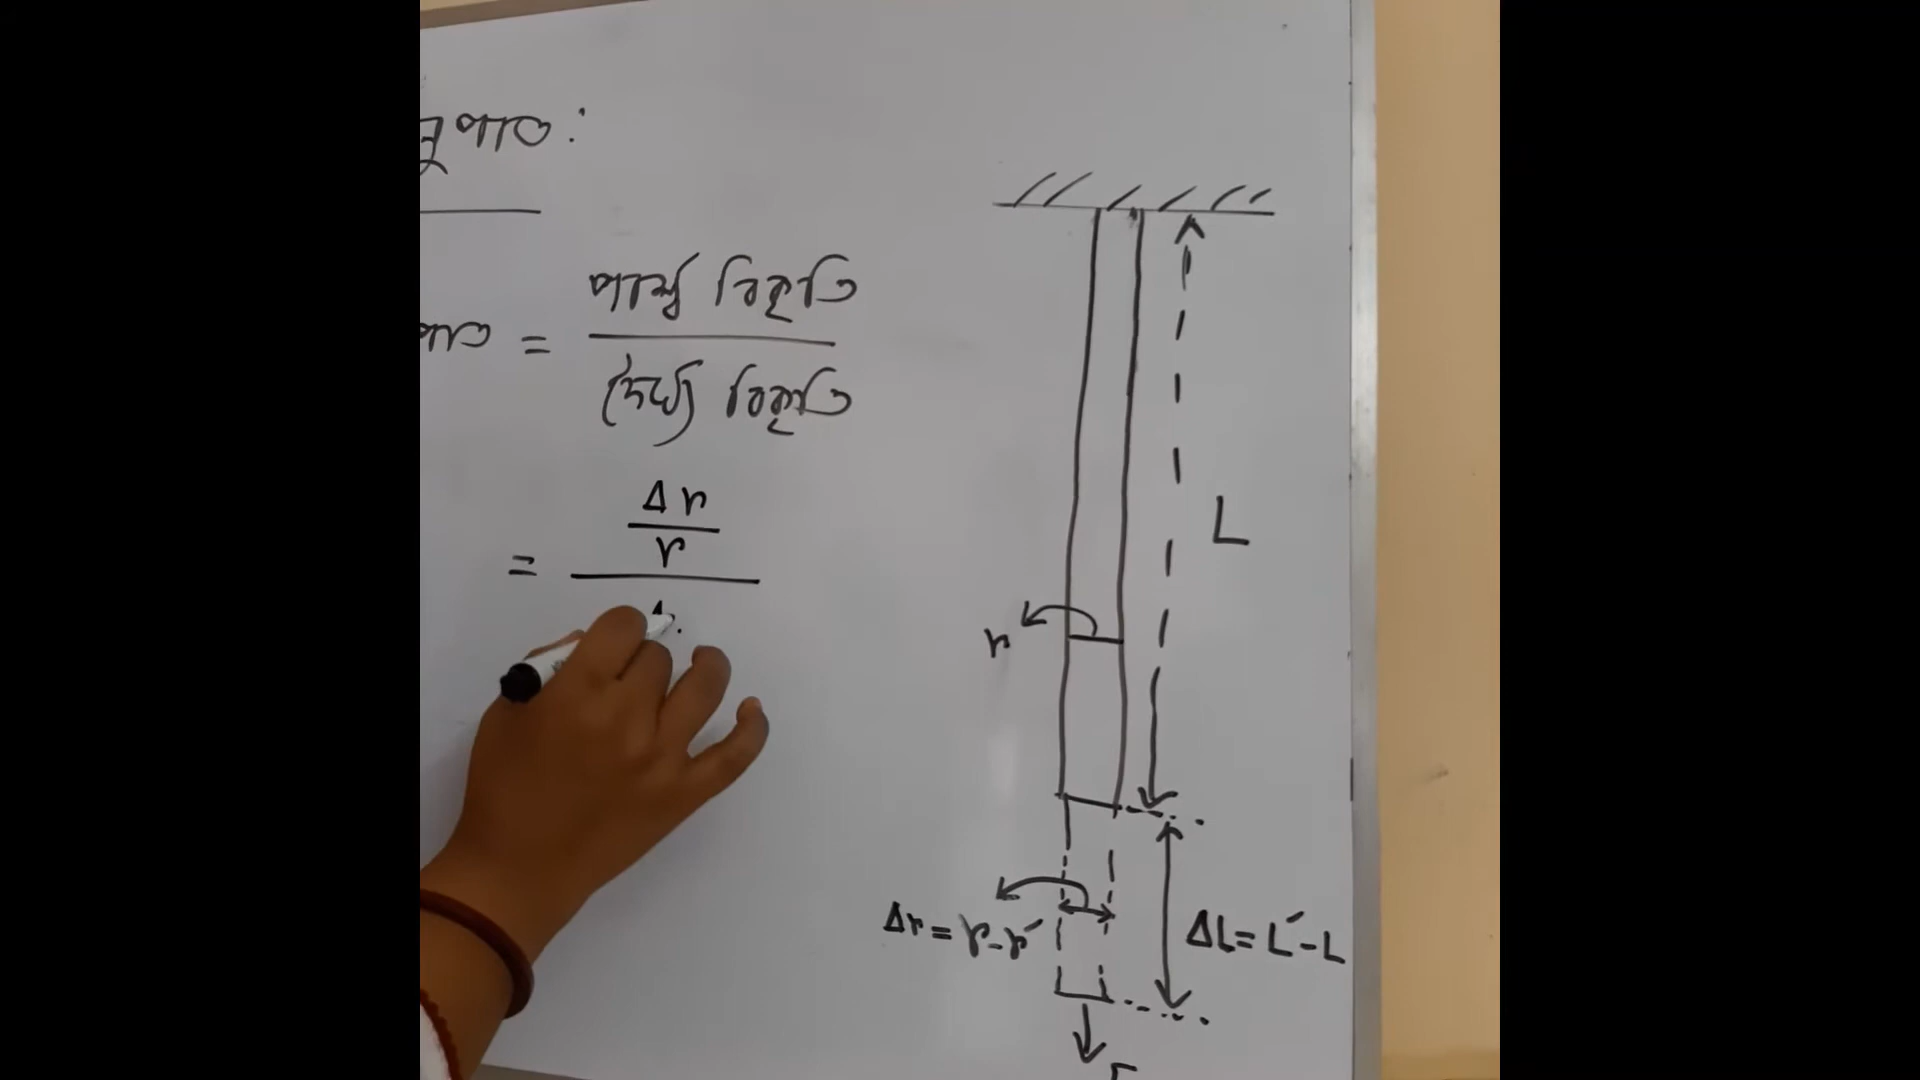 নুপাত:
পাত = পার্শ্ব বিকৃতি
দৈর্ঘ্য বিকৃতি
= Δr
r
Δ
L
r
Δr = r - r′
ΔL = L′ - L
F